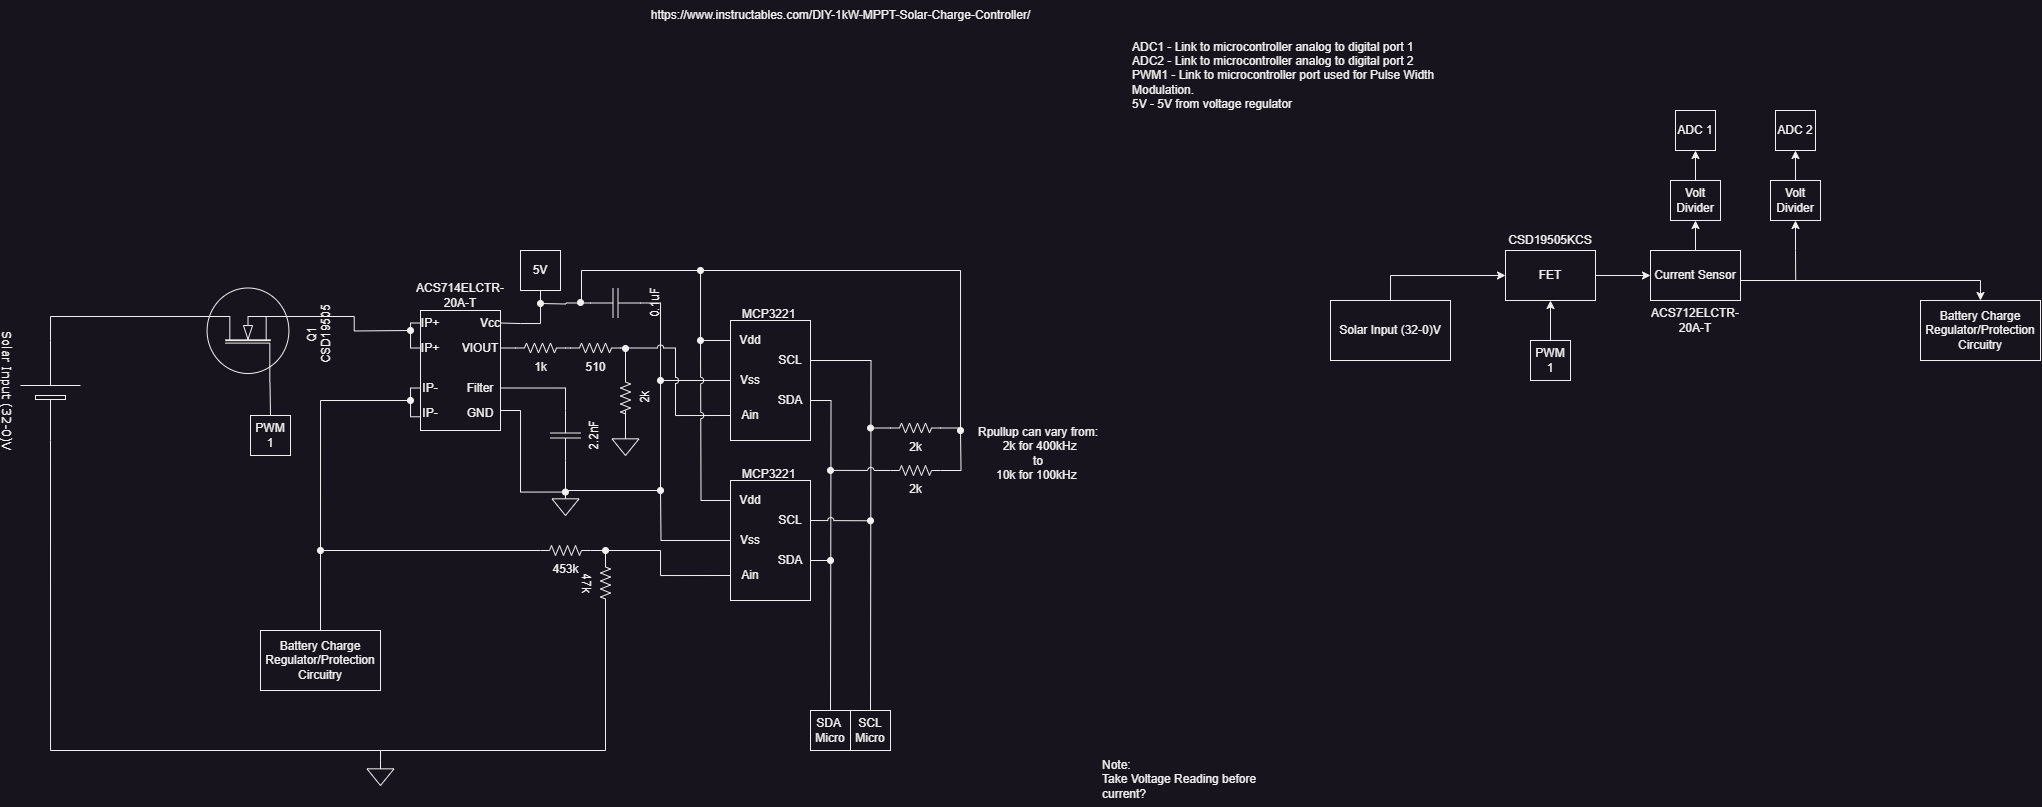 https://www.instructables.com/DIY-1kW-MPPT-Solar-Charge-Controller/
ADC1 - Link to microcontroller analog to digital port 1
ADC2 - Link to microcontroller analog to digital port 2
PWM1 - Link to microcontroller port used for Pulse Width
Modulation.
5V - 5V from voltage regulator
ADC 1
ADC 2
Volt
Divider
Volt
Divider
CSD19505KCS
FET
Current Sensor
ACS712ELCTR-
20A-T
Solar Input (32-0)V
PWM
1
Battery Charge
Regulator/Protection
Circuitry
Solar Input (32-0)V
Q1
CSD19505
PWM
1
ACS714ELCTR-
20A-T
IP+
IP+
IP-
IP-
Vcc
VIOUT
Filter
GND
5V
0.1uF
1k
510
2k
2.2nF
MCP3221
Vdd
Vss
Ain
SCL
SDA
MCP3221
Vdd
Vss
Ain
SCL
SDA
2k
2k
Rpullup can vary from:
2k for 400kHz
to
10k for 100kHz
453k
47k
Battery Charge
Regulator/Protection
Circuitry
SDA
Micro
SCL
Micro
Note:
Take Voltage Reading before
current?